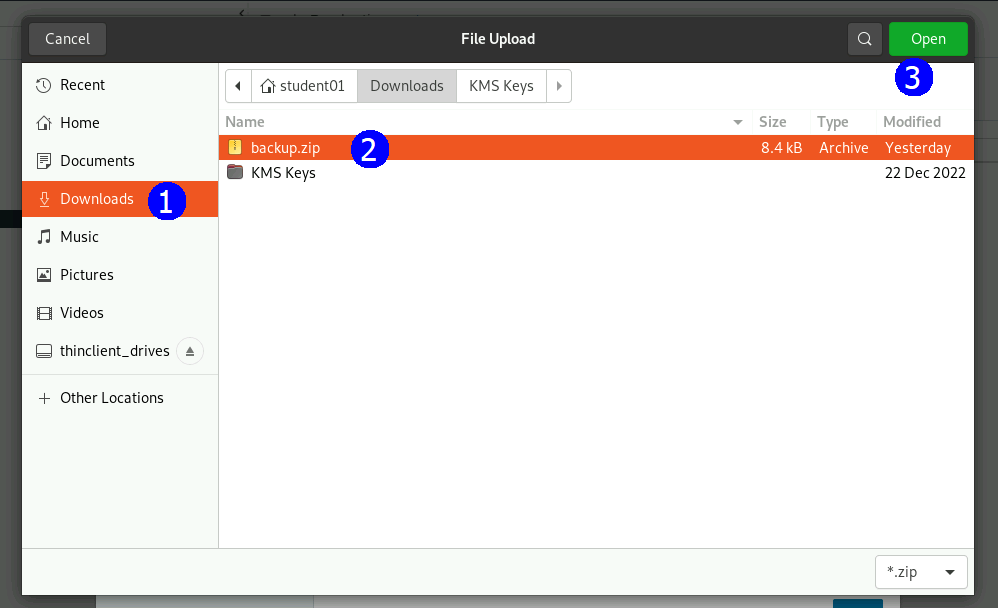 Cancel File Upload Open
3
Recent
Home
Documents
Downloads 1
Music
Pictures
Videos
thinclient_drives
Other Locations
student01 Downloads KMS Keys
Name Size Type Modified
backup.zip 2 8.4 kB Archive Yesterday
KMS Keys 22 Dec 2022
*.zip